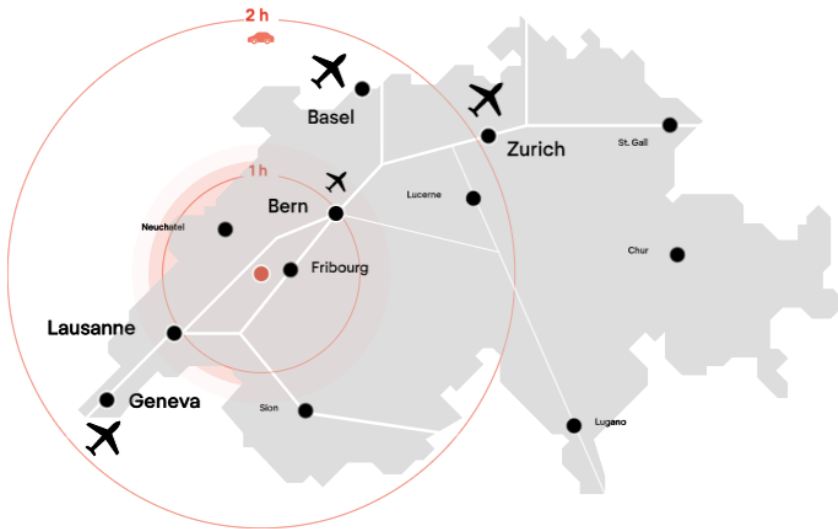 2 h
Basel
Zurich
St. Gall
1 h
Lucerne
Bern
Neuchatel
Chur
Fribourg
Lausanne
Geneva
Sion
Lugano